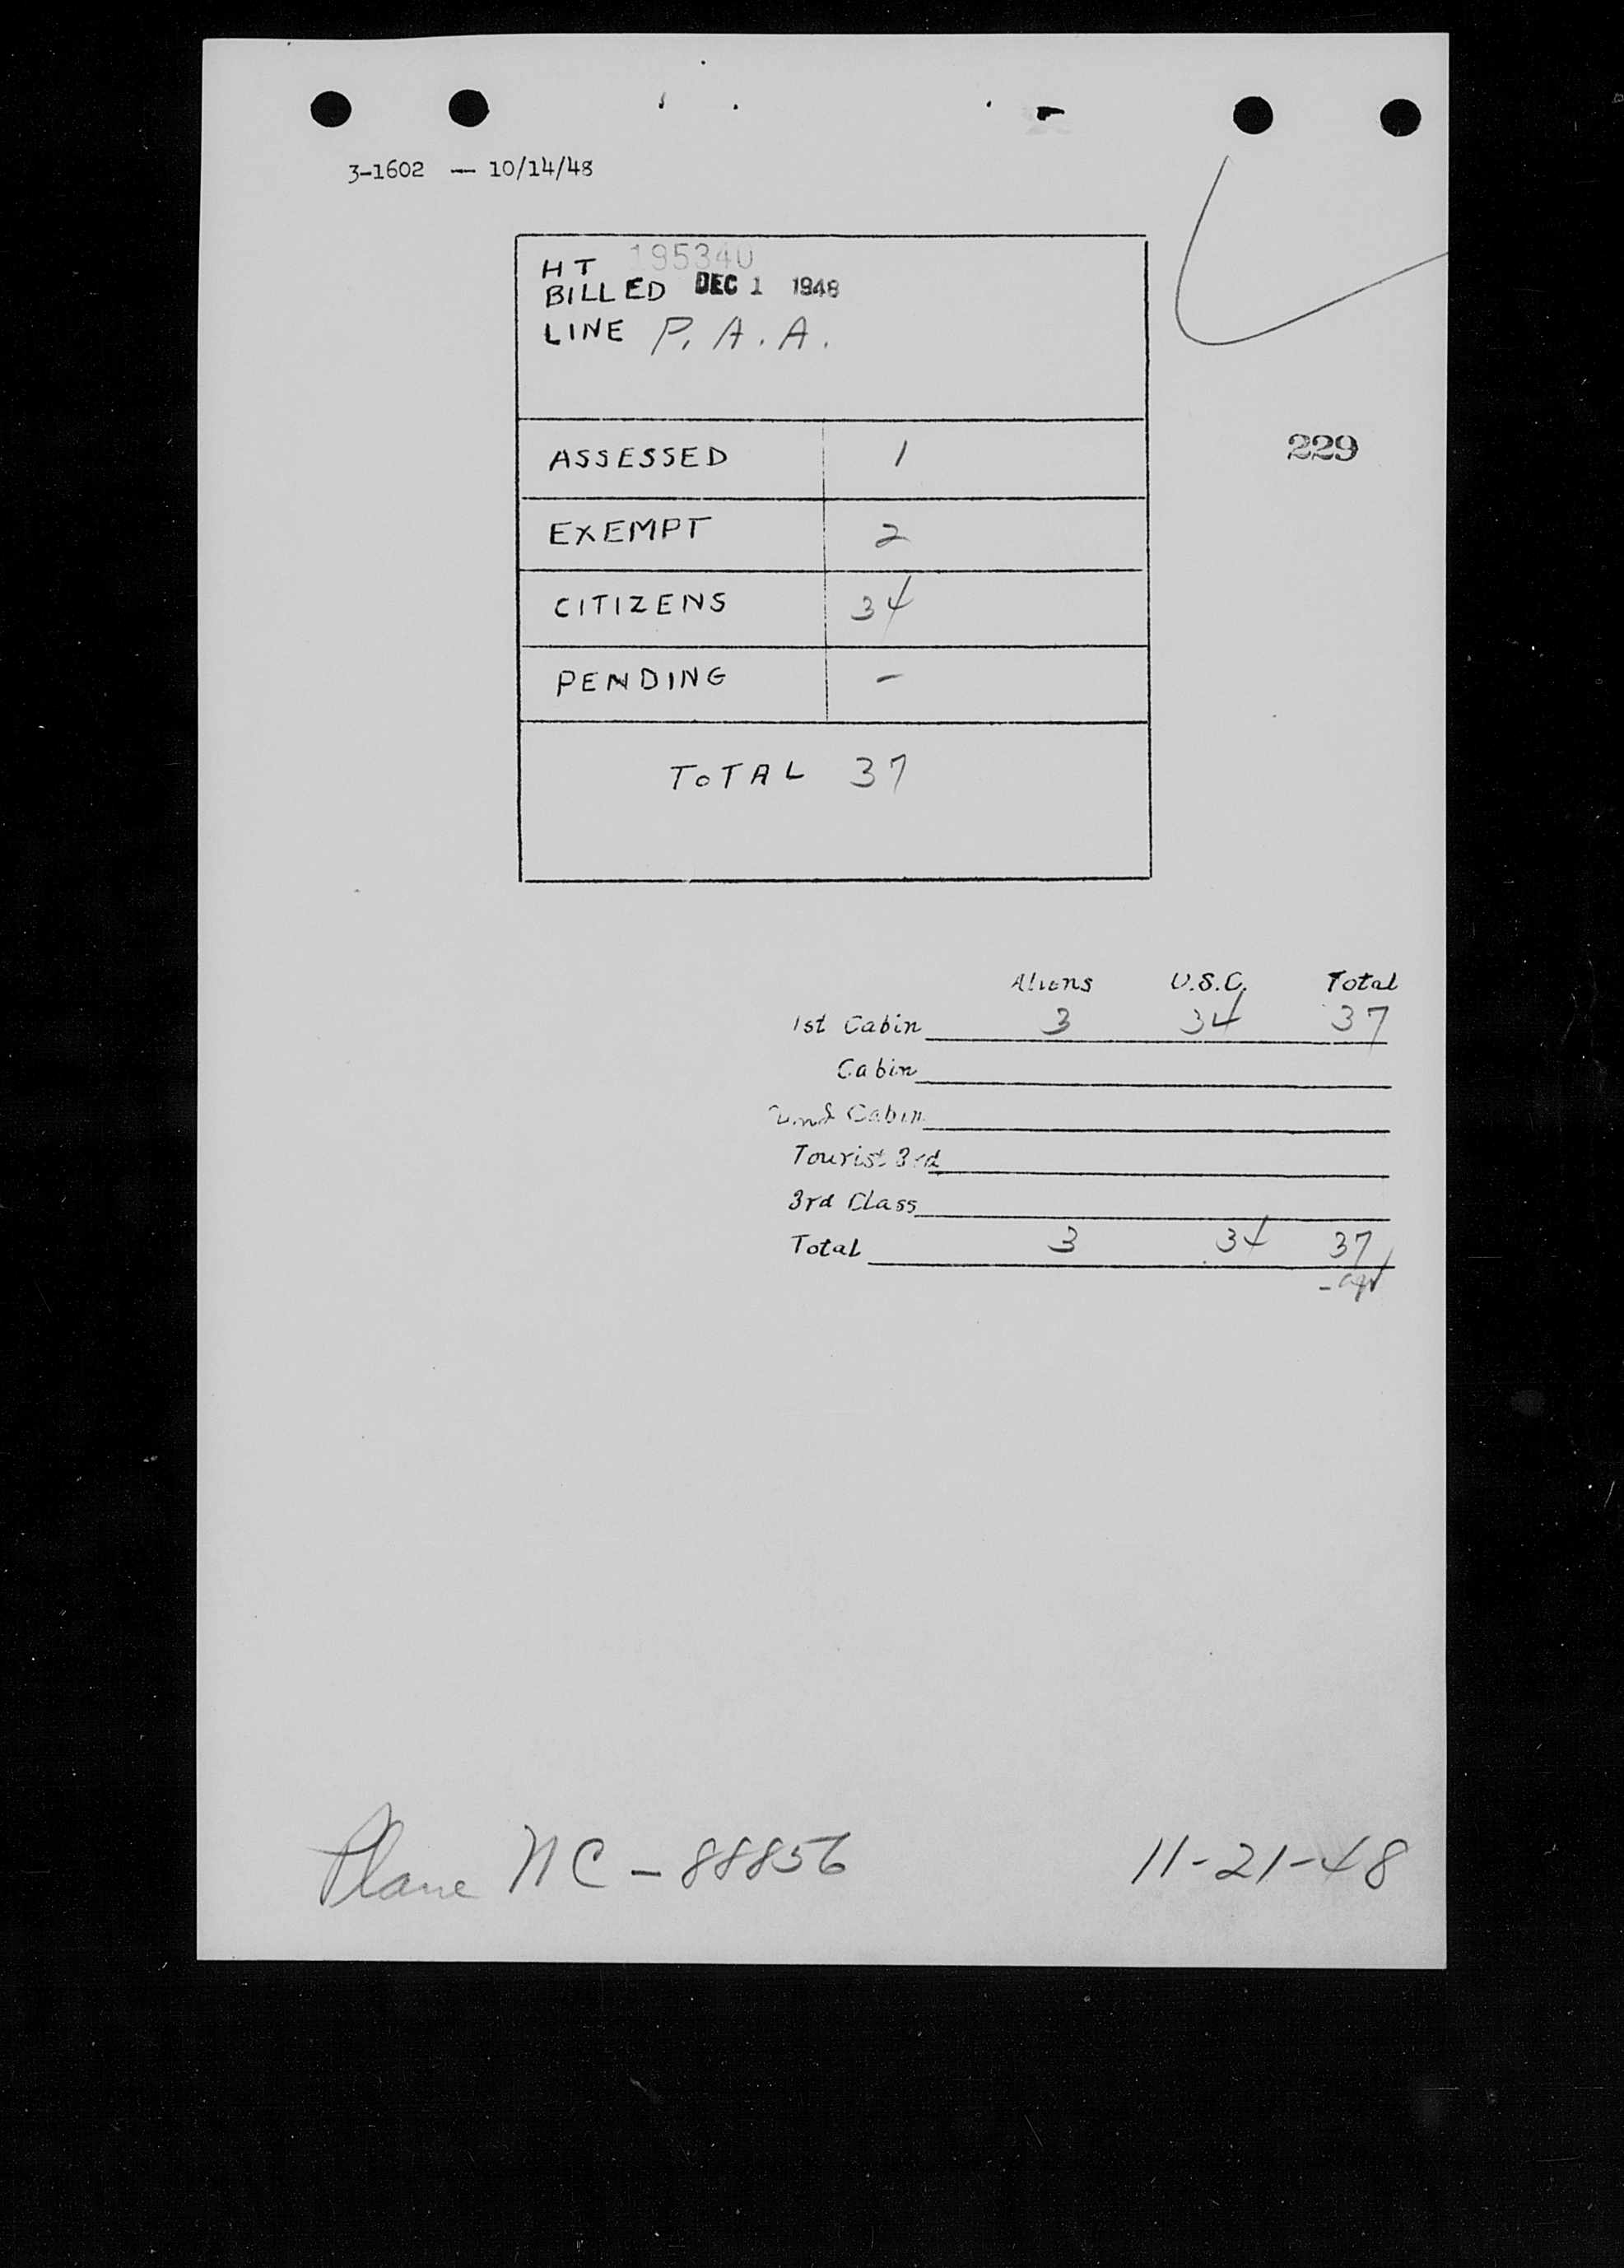 3-1602 — 10/14/48
HT 195340
BILLED DEC 1 1948
LINE P. A. A.
ASSESSED 1
229
EXEMPT 2
CITIZENS 34
PENDING -
TOTAL 37
Aliens U.S.C. Total
1st Cabin 3 34 37
Cabin
2nd Cabin
Tourist 3rd
3rd Class
Total 3 34 37
Plane NC - 88856 11-21-48